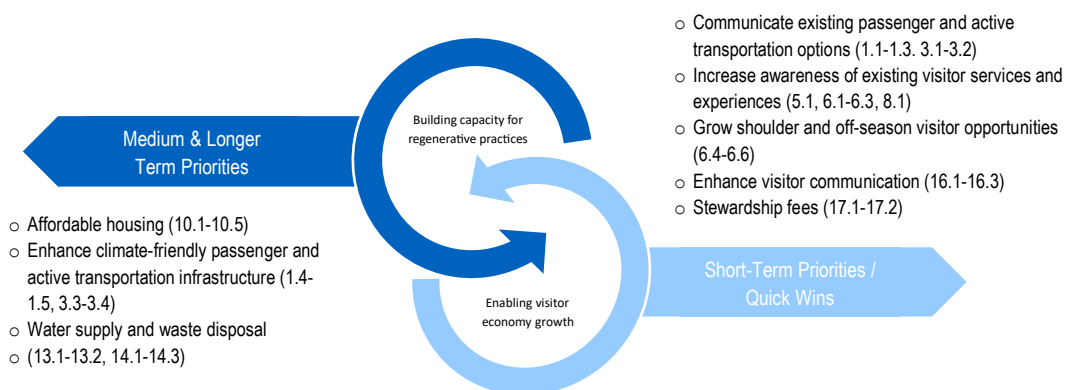 Medium & Longer
Term Priorities
o Affordable housing (10.1-10.5)
o Enhance climate-friendly passenger and
active transportation infrastructure (1.4-
1.5, 3.3-3.4)
o Water supply and waste disposal
o (13.1-13.2, 14.1-14.3)
Building capacity for
regenerative practices
Enabling visitor
economy growth
o Communicate existing passenger and active
transportation options (1.1-1.3. 3.1-3.2)
o Increase awareness of existing visitor services and
experiences (5.1, 6.1-6.3, 8.1)
o Grow shoulder and off-season visitor opportunities
(6.4-6.6)
o Enhance visitor communication (16.1-16.3)
o Stewardship fees (17.1-17.2)
Short-Term Priorities /
Quick Wins